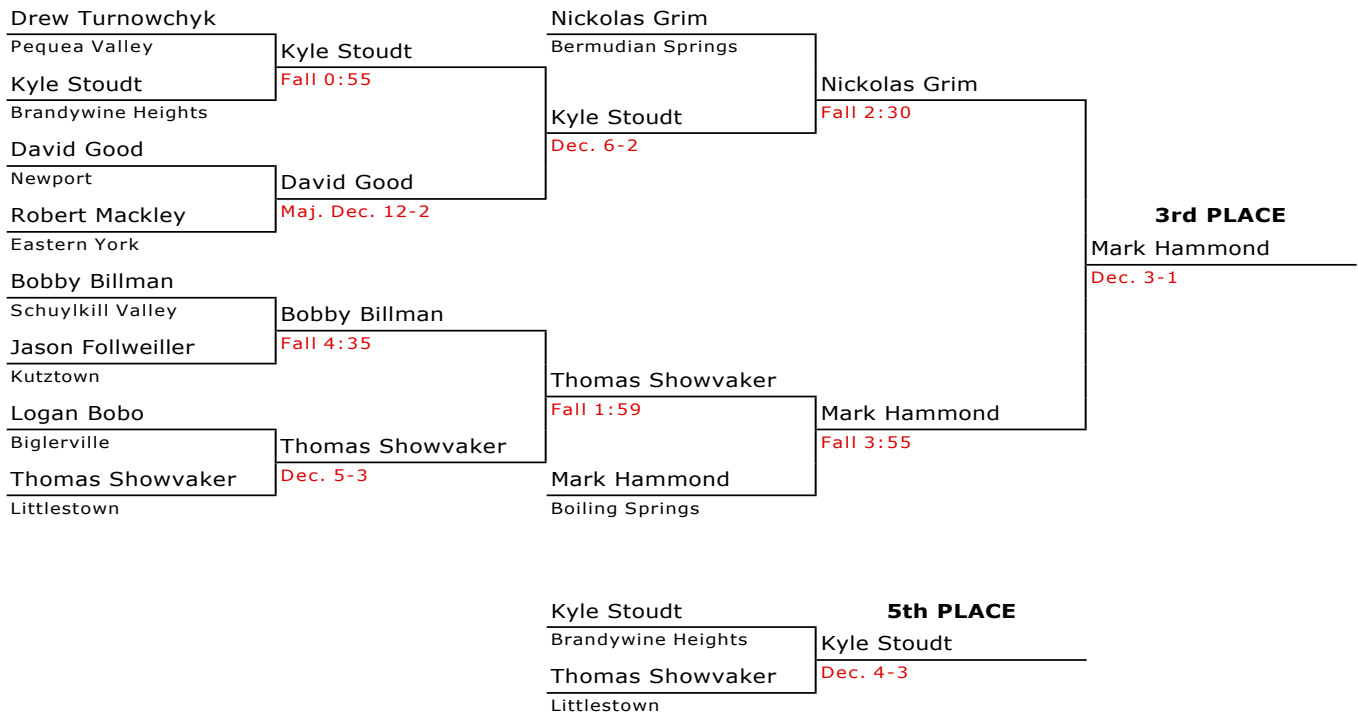 Drew Turnowchyk
Pequea Valley
Kyle Stoudt
Brandywine Heights
David Good
Newport
Robert Mackley
Eastern York
Bobby Billman
Schuylkill Valley
Jason Follweiller
Kutztown
Logan Bobo
Biglerville
Thomas Showvaker
Littlestown
Kyle Stoudt
Fall 0:55
David Good
Maj. Dec. 12-2
Bobby Billman
Fall 4:35
Thomas Showvaker
Dec. 5-3
Nickolas Grim
Bermudian Springs
Kyle Stoudt
Dec. 6-2
Thomas Showvaker
Fall 1:59
Mark Hammond
Boiling Springs
Nickolas Grim
Fall 2:30
Mark Hammond
Fall 3:55
3rd PLACE
Mark Hammond
Dec. 3-1
Kyle Stoudt
Brandywine Heights
Thomas Showvaker
Littlestown
5th PLACE
Kyle Stoudt
Dec. 4-3